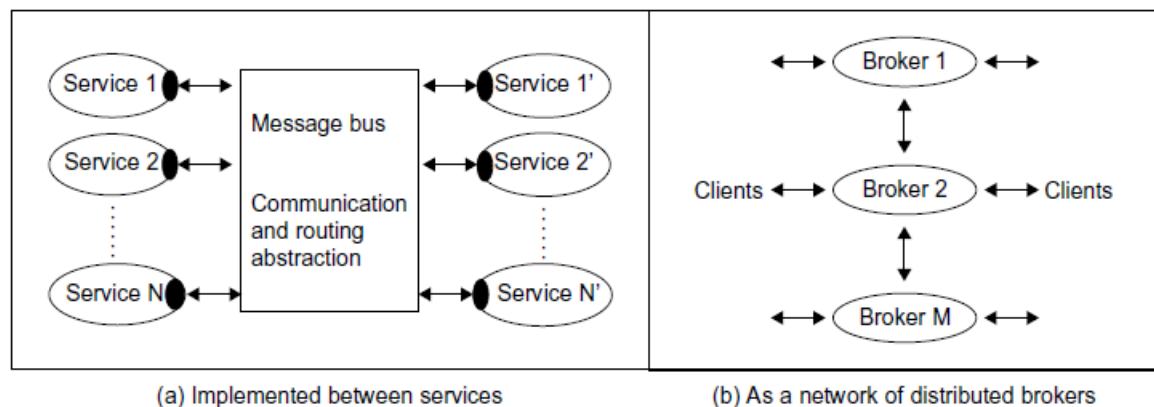 Service 1
Service 2
Service N
Message bus
Communication
and routing
abstraction
Service 1’
Service 2’
Service N’
(a) Implemented between services
Broker 1
Clients
Broker 2
Clients
Broker M
(b) As a network of distributed brokers